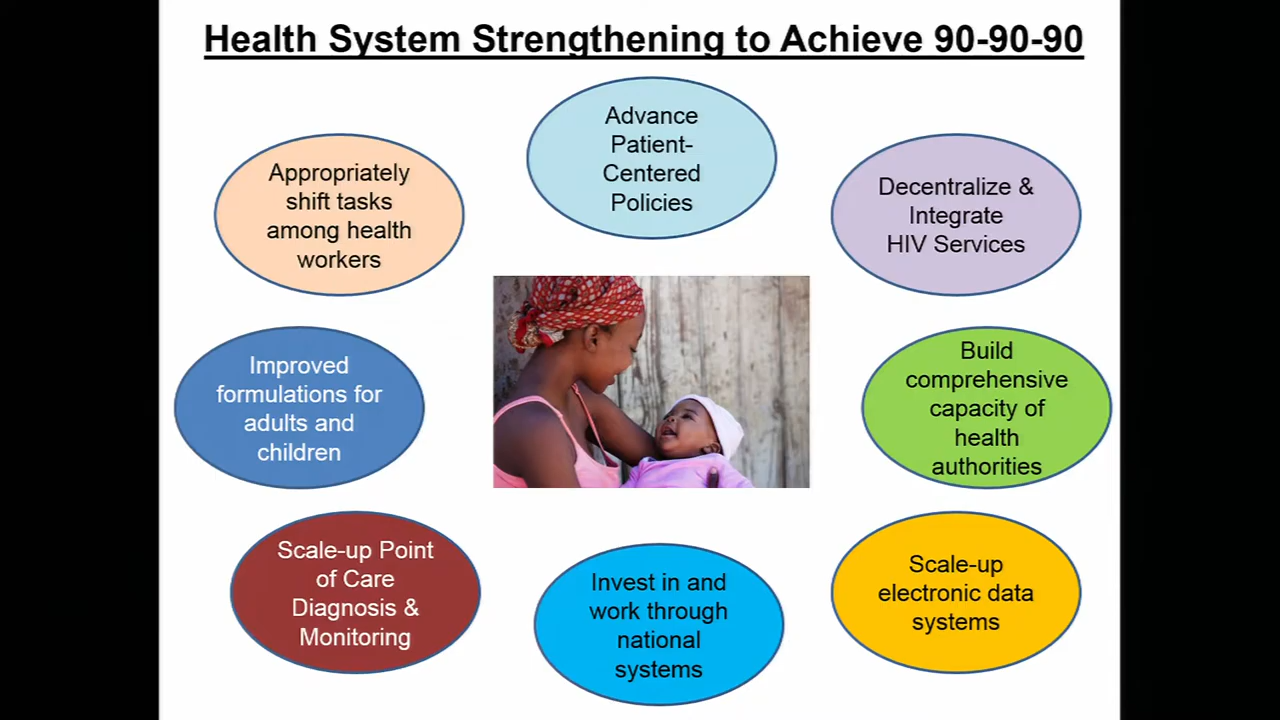 Health System Strengthening to Achieve 90-90-90
Advance
Patient-
Centered
Policies
Appropriately
shift tasks
among health
workers
Decentralize &
Integrate
HIV Services
Improved
formulations for
adults and
children
Build
comprehensive
capacity of
health
authorities
Scale-up Point
of Care
Diagnosis &
Monitoring
Invest in and
work through
national
systems
Scale-up
electronic data
systems